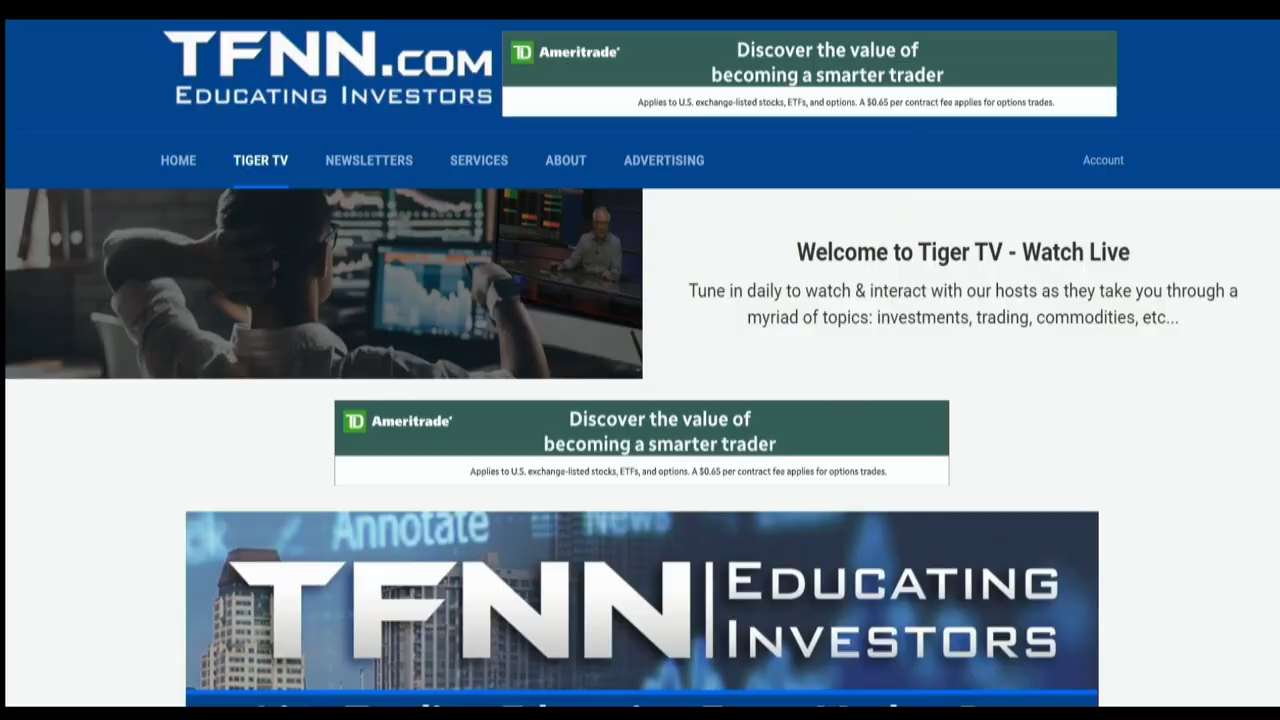 TFNN.COM
EDUCATING INVESTORS
TD Ameritrade
Discover the value of
becoming a smarter trader
Applies to U.S. exchange-listed stocks, ETFs, and options. A $0.65 per contract fee applies for options trades.
HOME TIGER TV NEWSLETTERS SERVICES ABOUT ADVERTISING Account
Welcome to Tiger TV - Watch Live
Tune in daily to watch & interact with our hosts as they take you through a
myriad of topics: investments, trading, commodities, etc...
TD Ameritrade
Discover the value of
becoming a smarter trader
Applies to U.S. exchange-listed stocks, ETFs, and options. A $0.65 per contract fee applies for options trades.
Annotate News
TFNN EDUCATING
INVESTORS